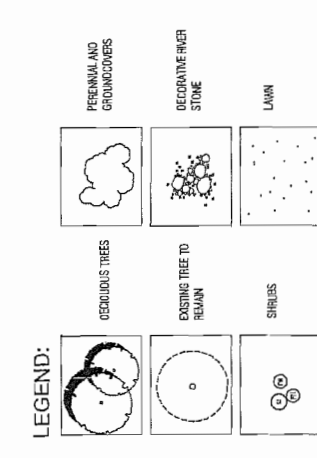 LEGEND:
DECIDUOUS TREES
EXISTING TREE TO
REMAIN
SHRUBS
PERENNIAL AND
GROUNDCOVERS
DECORATIVE RIVER
STONE
LAWN